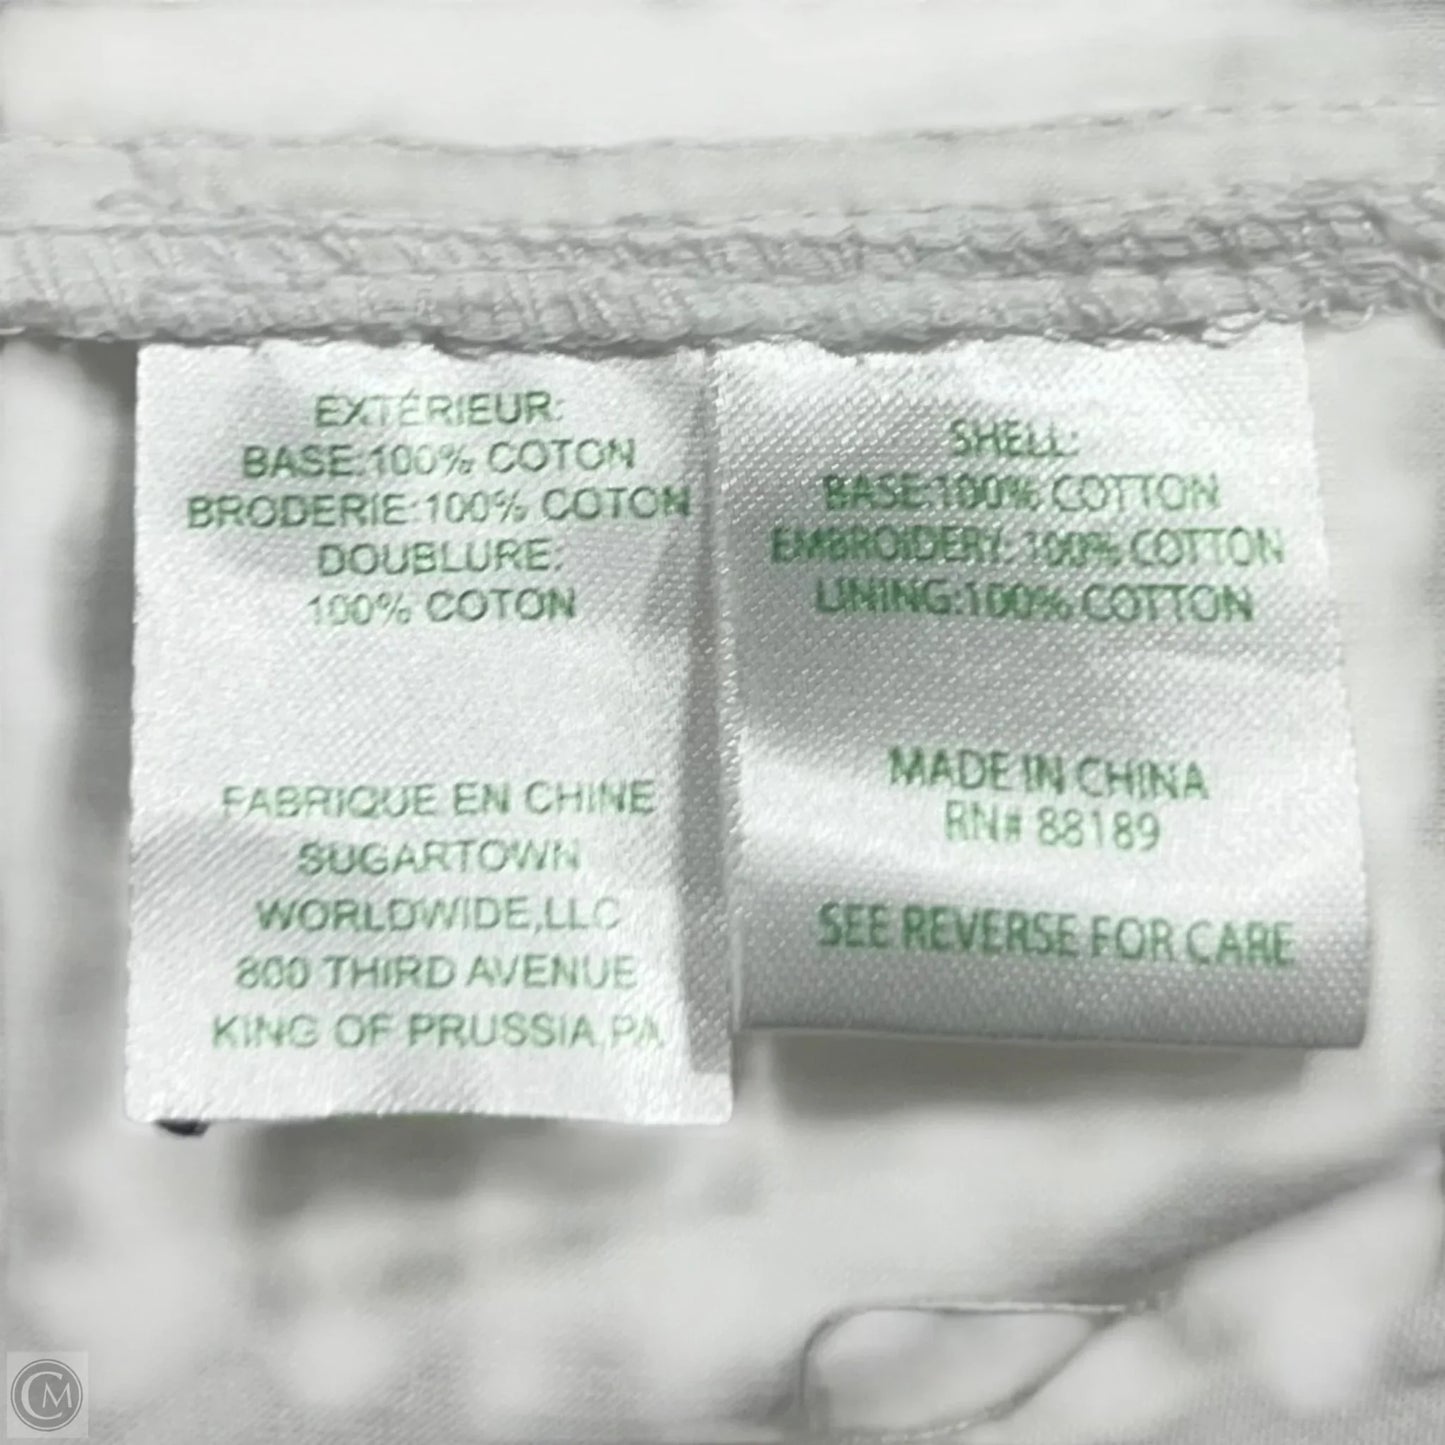 EXTÉRIEUR:
BASE:100% COTON
BRODERIE:100% COTON
DOUBLURE:
100% COTON
FABRIQUE EN CHINE
SUGARTOWN
WORLDWIDE,LLC
800 THIRD AVENUE
KING OF PRUSSIA,PA
SHELL:
BASE:100% COTTON
EMBROIDERY: 100% COTTON
LINING:100% COTTON
MADE IN CHINA
RN# 88189
SEE REVERSE FOR CARE
CM